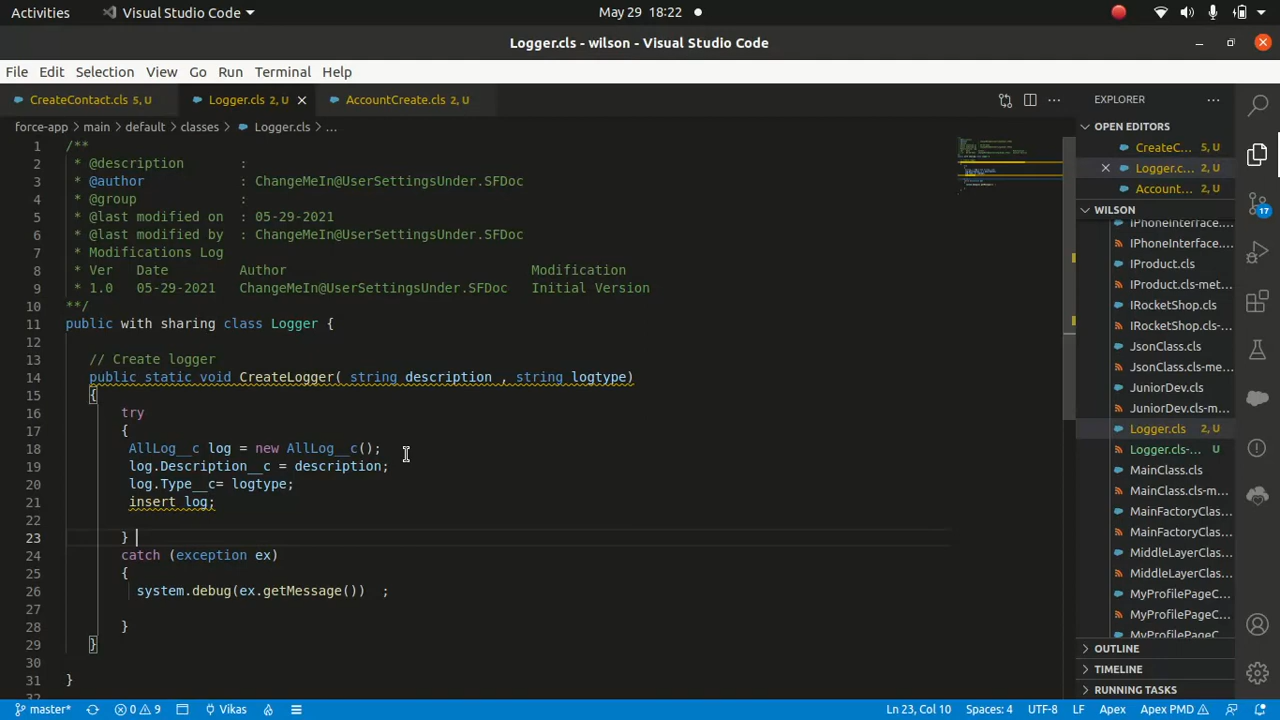 Activities
Visual Studio Code
May 29 18:22
Logger.cls - wilson - Visual Studio Code
File Edit Selection View Go Run Terminal Help
CreateContact.cls 5, U
Logger.cls 2, U
AccountCreate.cls 2, U
EXPLORER
force-app main default classes Logger.cls ...
OPEN EDITORS
CreateC... 5, U
Logger.c... 2, U
Account... 2, U
WILSON
IPhoneInterface.
IPhoneInterface....
IProduct.cls
IProduct.cls-met...
IRocketShop.cls
IRocketShop.cls-...
JsonClass.cls
JsonClass.cls-me...
JuniorDev.cls
JuniorDev.cls-m...
Logger.cls 2, U
Logger.cls-... U
MainClass.cls
MainClass.cls-m...
MainFactoryClas...
MainFactoryClas...
MiddleLayerClas...
MiddleLayerClas...
MyProfilePageC...
MyProfilePageC...
MyProfilePageC
OUTLINE
TIMELINE
RUNNING TASKS
17
1 /**
2 * @description :
3 * @author : ChangeMeIn@UserSettingsUnder.SFDoc
4 * @group :
5 * @last modified on : 05-29-2021
6 * @last modified by : ChangeMeIn@UserSettingsUnder.SFDoc
7 * Modifications Log
8 * Ver Date Author Modification
9 * 1.0 05-29-2021 ChangeMeIn@UserSettingsUnder.SFDoc Initial Version
10 **/
11 public with sharing class Logger {
12
13 // Create logger
14 public static void CreateLogger( string description , string logtype)
15 {
16 try
17 {
18 AllLog__c log = new AllLog__c();
19 log.Description__c = description;
20 log.Type__c= logtype;
21 insert log;
22
23 }
24 catch (exception ex)
25 {
26 system.debug(ex.getMessage()) ;
27
28 }
29 }
30
31 }
32
master* 0 9 Vikas Ln 23, Col 10 Spaces: 4 UTF-8 LF Apex Apex PMD